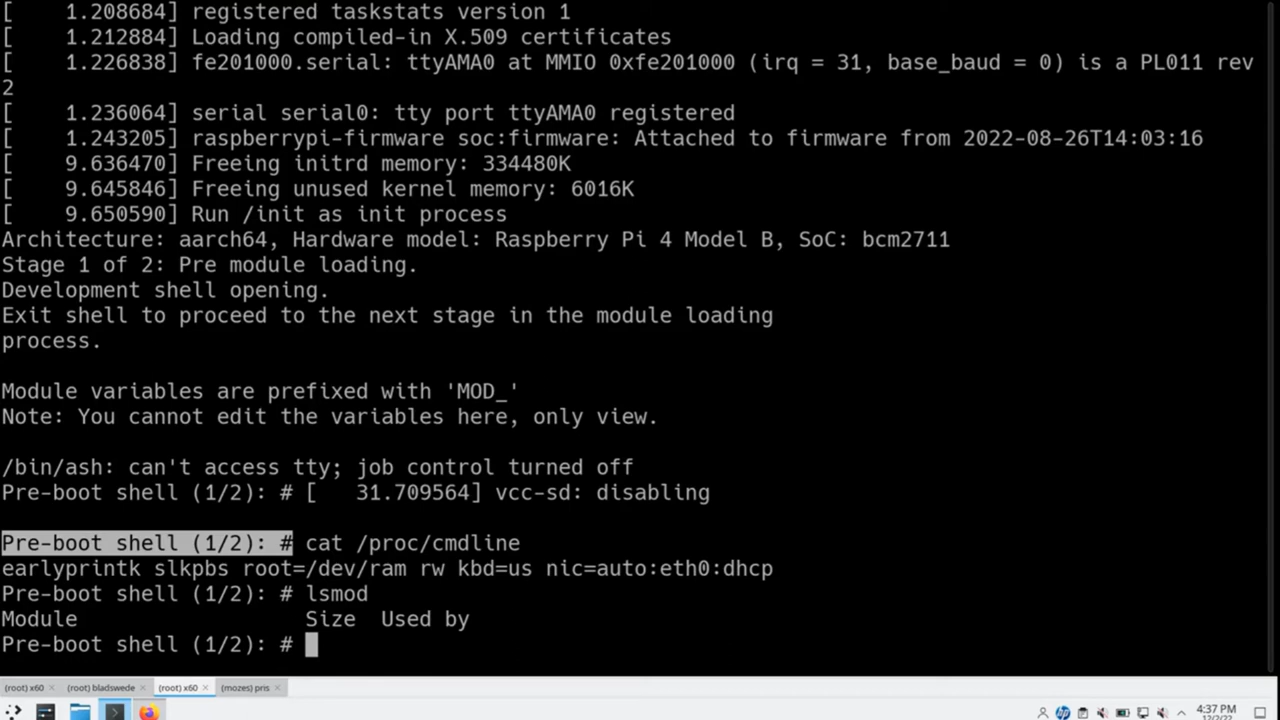 [    1.208684] registered taskstats version 1
[    1.212884] Loading compiled-in X.509 certificates
[    1.226838] fe201000.serial: ttyAMA0 at MMIO 0xfe201000 (irq = 31, base_baud = 0) is a PL011 rev
2
[    1.236064] serial serial0: tty port ttyAMA0 registered
[    1.243205] raspberrypi-firmware soc:firmware: Attached to firmware from 2022-08-26T14:03:16
[    9.636470] Freeing initrd memory: 334480K
[    9.645846] Freeing unused kernel memory: 6016K
[    9.650590] Run /init as init process
Architecture: aarch64, Hardware model: Raspberry Pi 4 Model B, SoC: bcm2711
Stage 1 of 2: Pre module loading.
Development shell opening.
Exit shell to proceed to the next stage in the module loading
process.
Module variables are prefixed with 'MOD_'
Note: You cannot edit the variables here, only view.
/bin/ash: can't access tty; job control turned off
Pre-boot shell (1/2): # [   31.709564] vcc-sd: disabling
Pre-boot shell (1/2): # cat /proc/cmdline
earlyprintk slkpbs root=/dev/ram rw kbd=us nic=auto:eth0:dhcp
Pre-boot shell (1/2): # lsmod
Module                  Size  Used by
Pre-boot shell (1/2): #
(root) x60 (root) bladswede (root) x60 (mozes) pris
4:37 PM
12/2/22